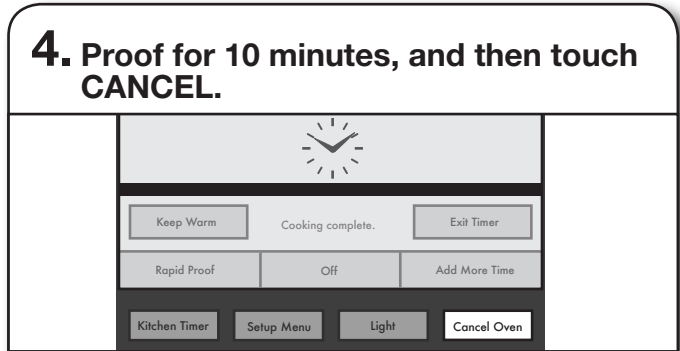 4. Proof for 10 minutes, and then touch
CANCEL.
Keep Warm Cooking complete. Exit Timer
Rapid Proof Off Add More Time
Kitchen Timer Setup Menu Light Cancel Oven